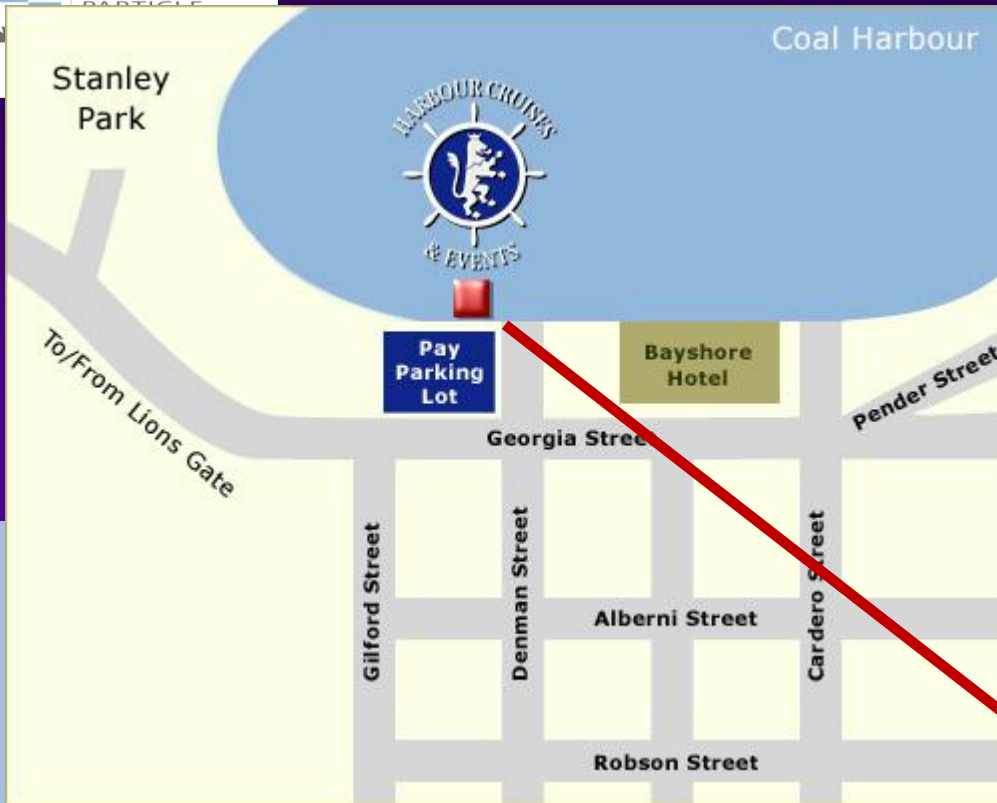 PARTICLE
Coal Harbour
Stanley
Park
HARBOUR CRUISES
& EVENTS
To/From Lions Gate
Pay
Parking
Lot
Bayshore
Hotel
Pender Street
Georgia Street
Gilford Street
Denman Street
Cardero Street
Alberni Street
Robson Street